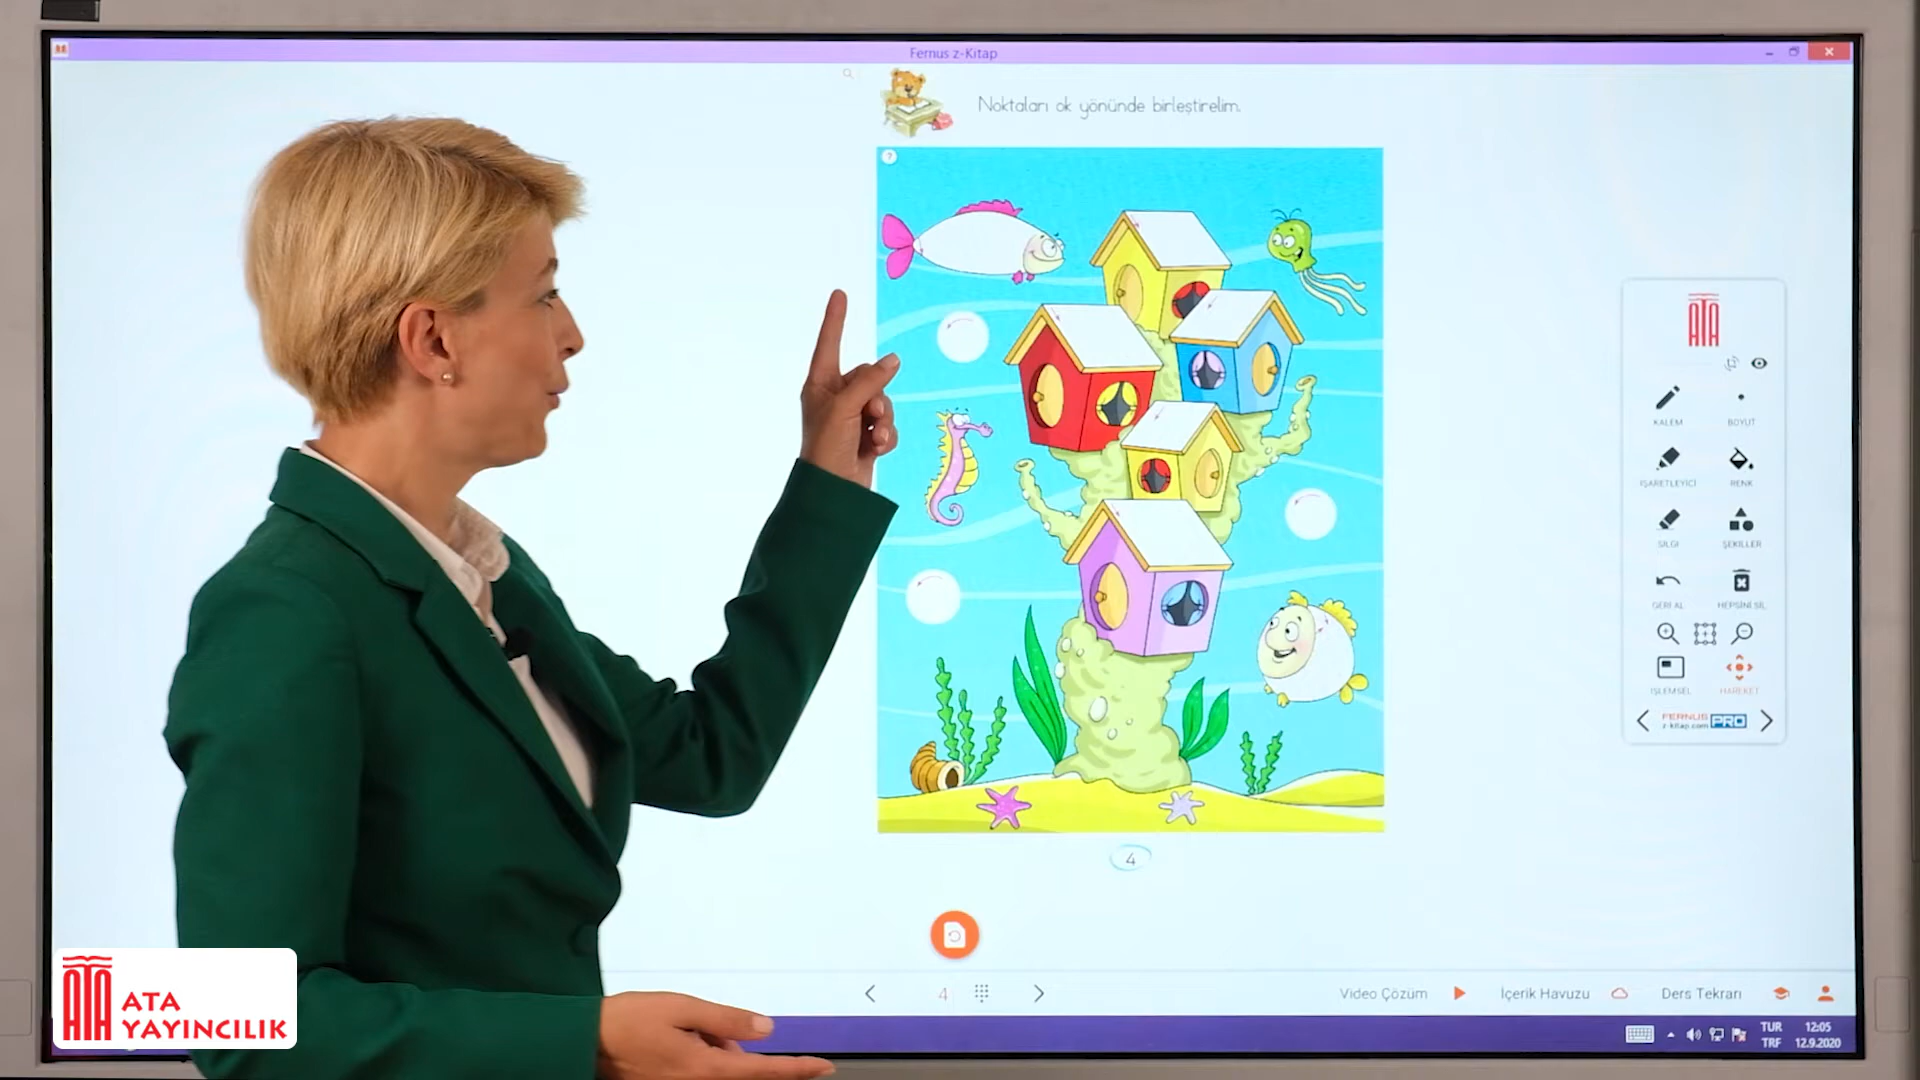 Fernus z-Kitap
Noktaları ok yönünde birleştirelim.
?
ATA
KALEM
BOYUT
İŞARETLEYİCİ
RENK
SİLGİ
ŞEKİLLER
GERİ AL
HEPSİNİ SİL
İŞLEMSEL
HAREKET
FERNUS
z-kitap.com
PRO
4
4
Video Çözüm
İçerik Havuzu
Ders Tekrarı
TUR
TRF
12:05
12.9.2020
ATA
ATA
YAYINCILIK